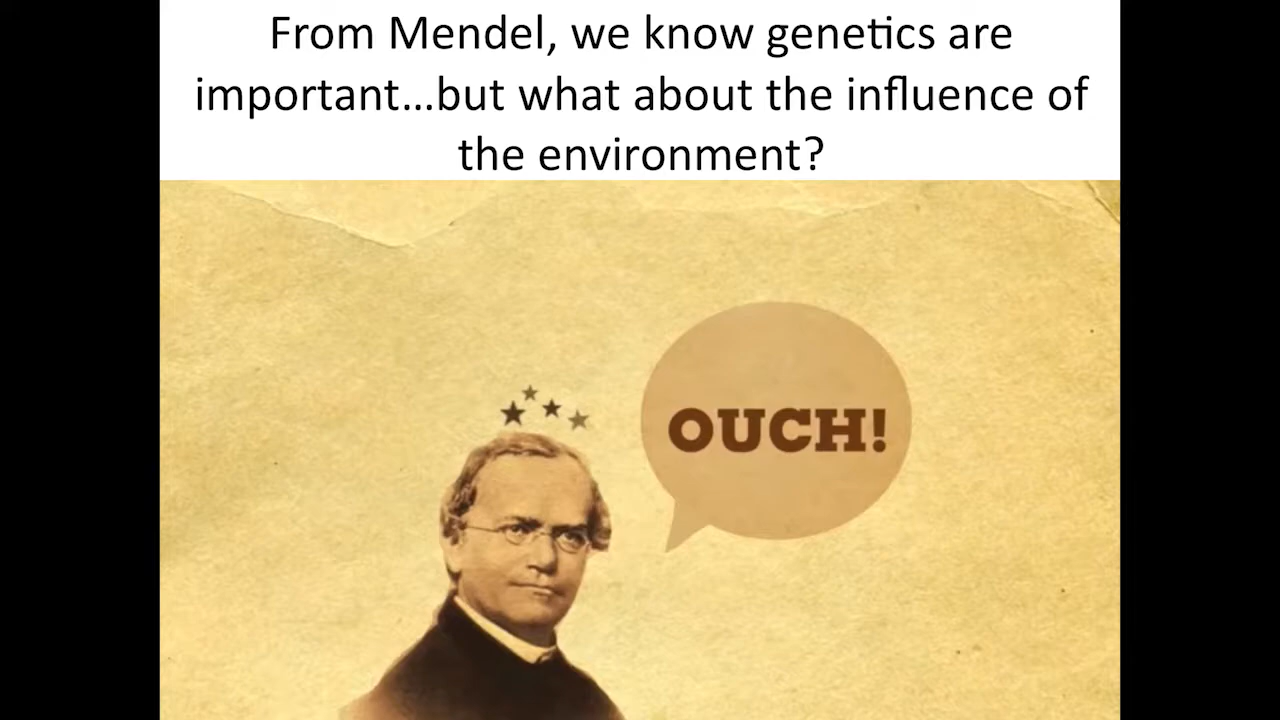 From Mendel, we know genetics are
important...but what about the influence of
the environment?
OUCH!